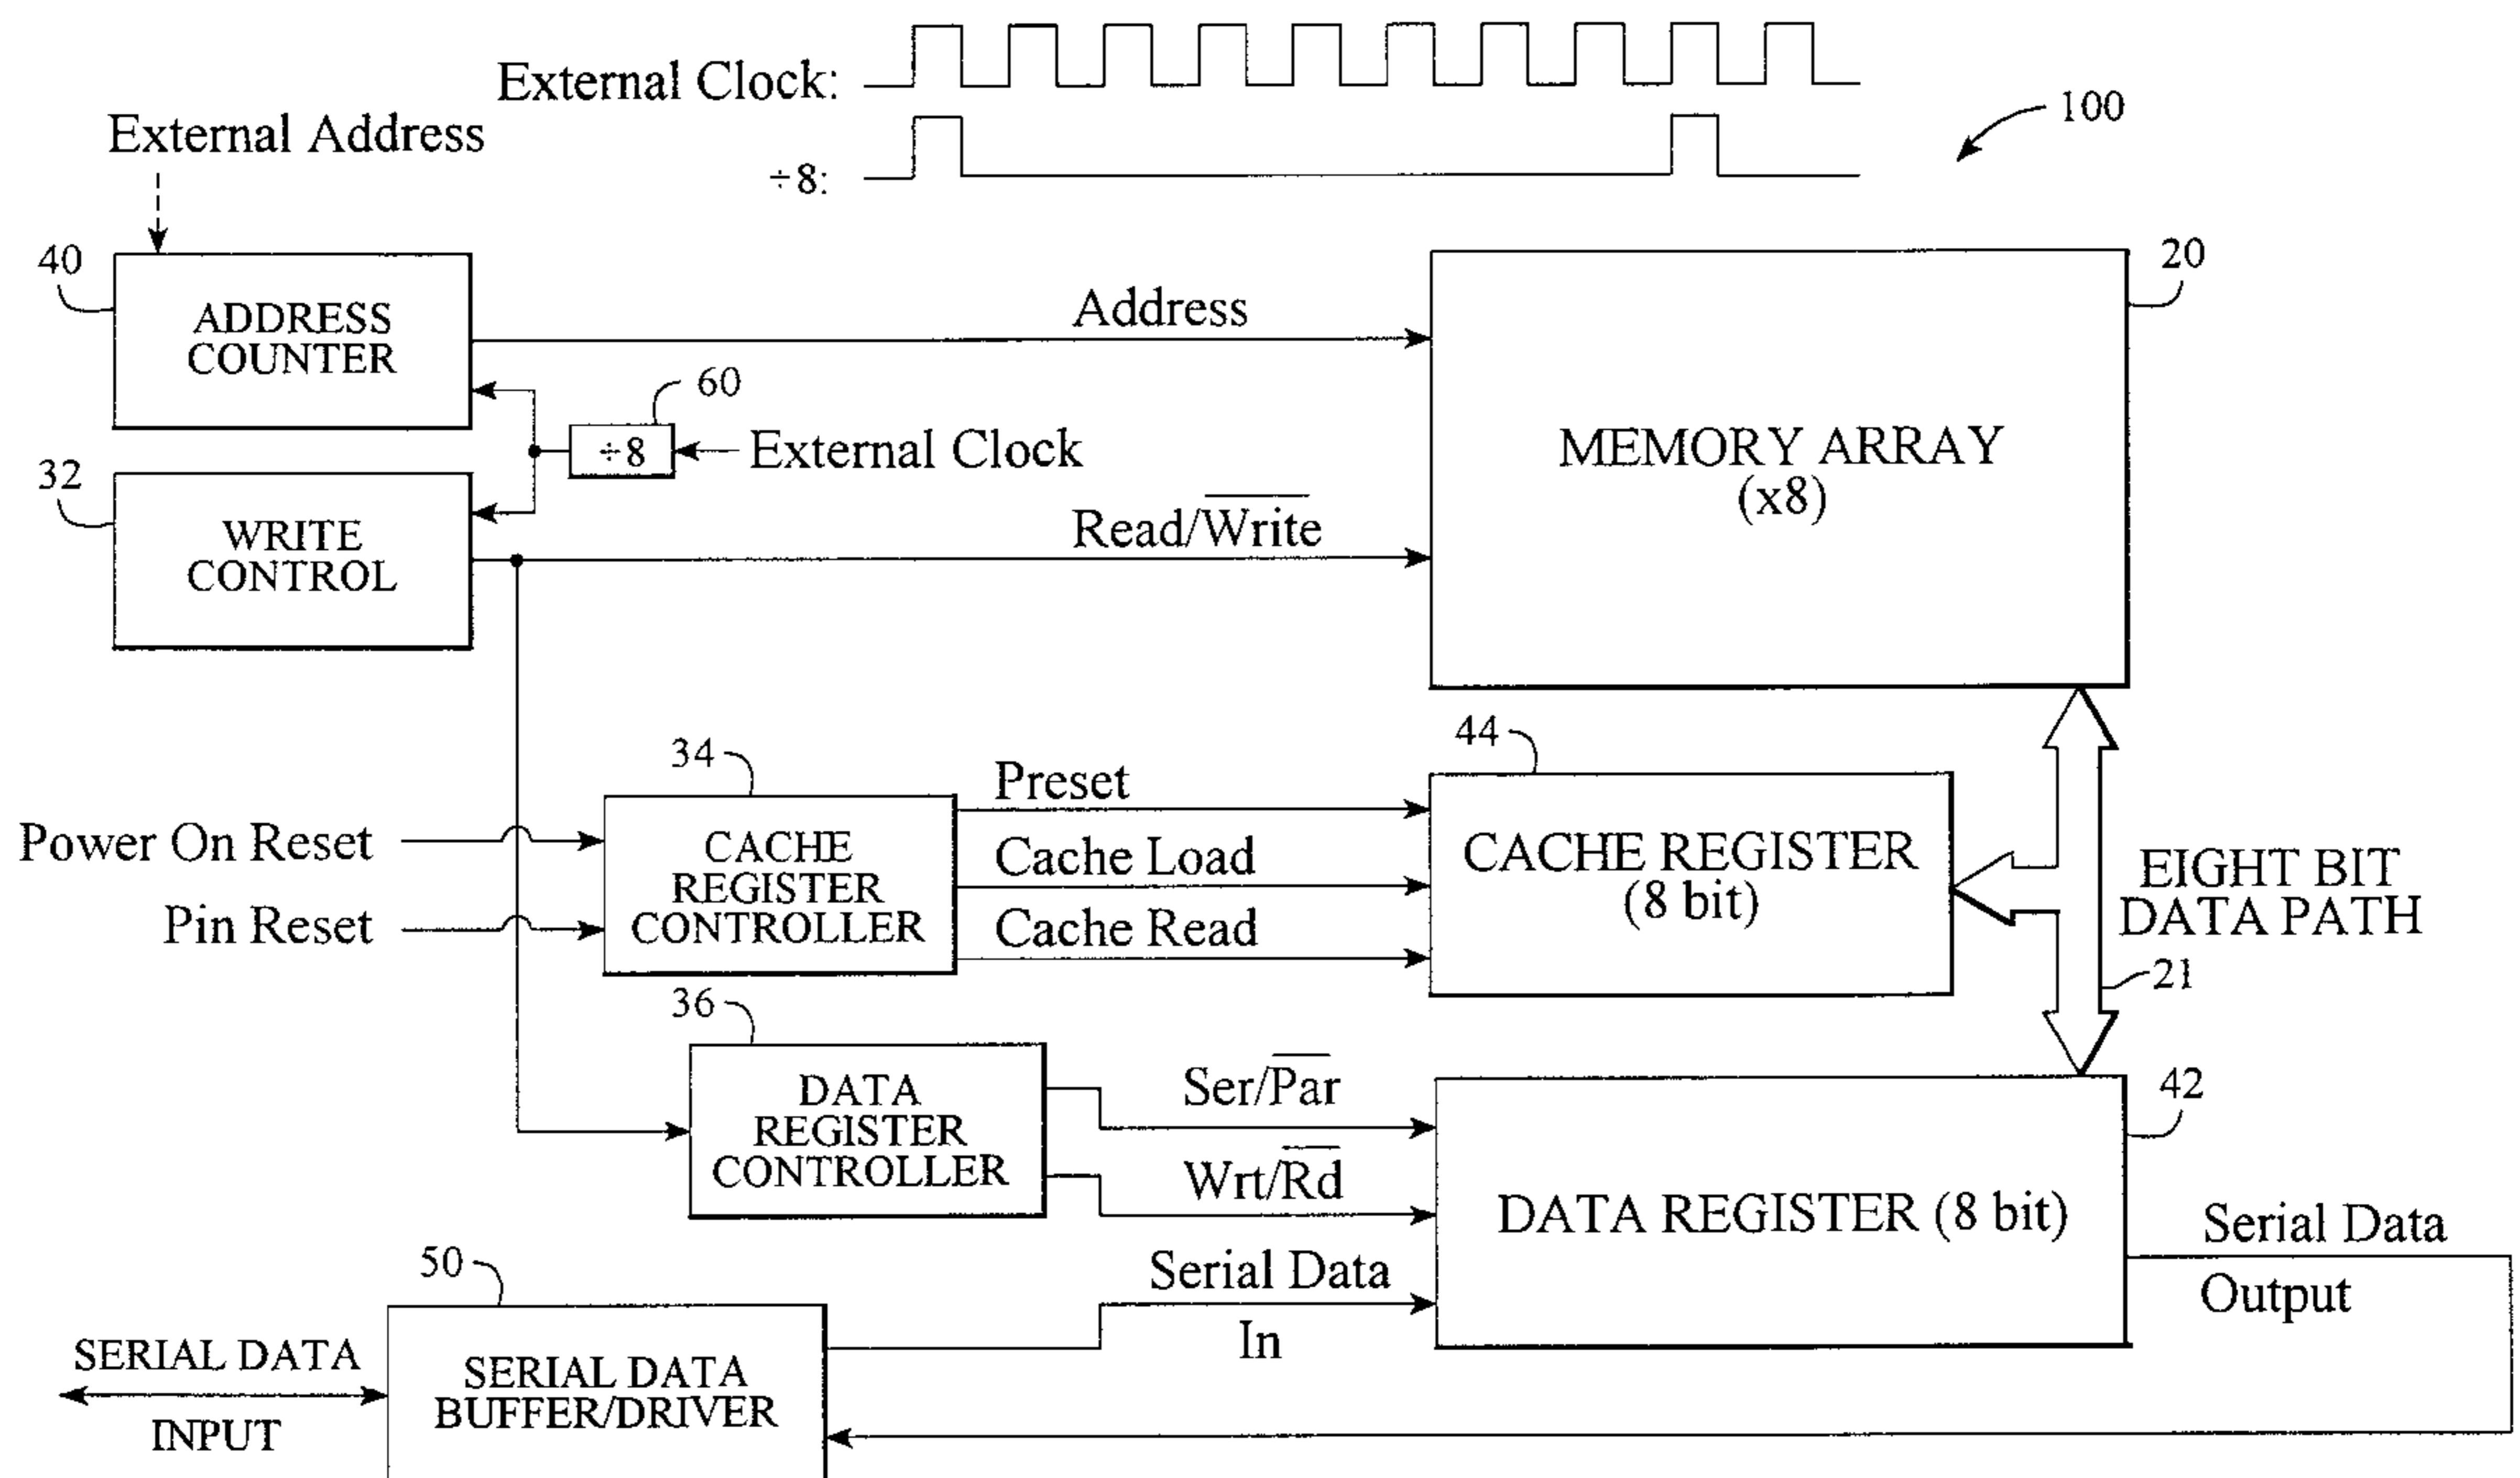 External Clock:
÷8:
100
External Address
40
ADDRESS
COUNTER
Address
20
MEMORY ARRAY
(x8)
60
÷8
External Clock
32
WRITE
CONTROL
Read/Write
34
Power On Reset
Pin Reset
CACHE
REGISTER
CONTROLLER
Preset
Cache Load
Cache Read
44
CACHE REGISTER
(8 bit)
EIGHT BIT
DATA PATH
21
36
DATA
REGISTER
CONTROLLER
Ser/Par
Wrt/Rd
42
DATA REGISTER (8 bit)
Serial Data
Output
50
Serial Data
In
SERIAL DATA
INPUT
SERIAL DATA
BUFFER/DRIVER